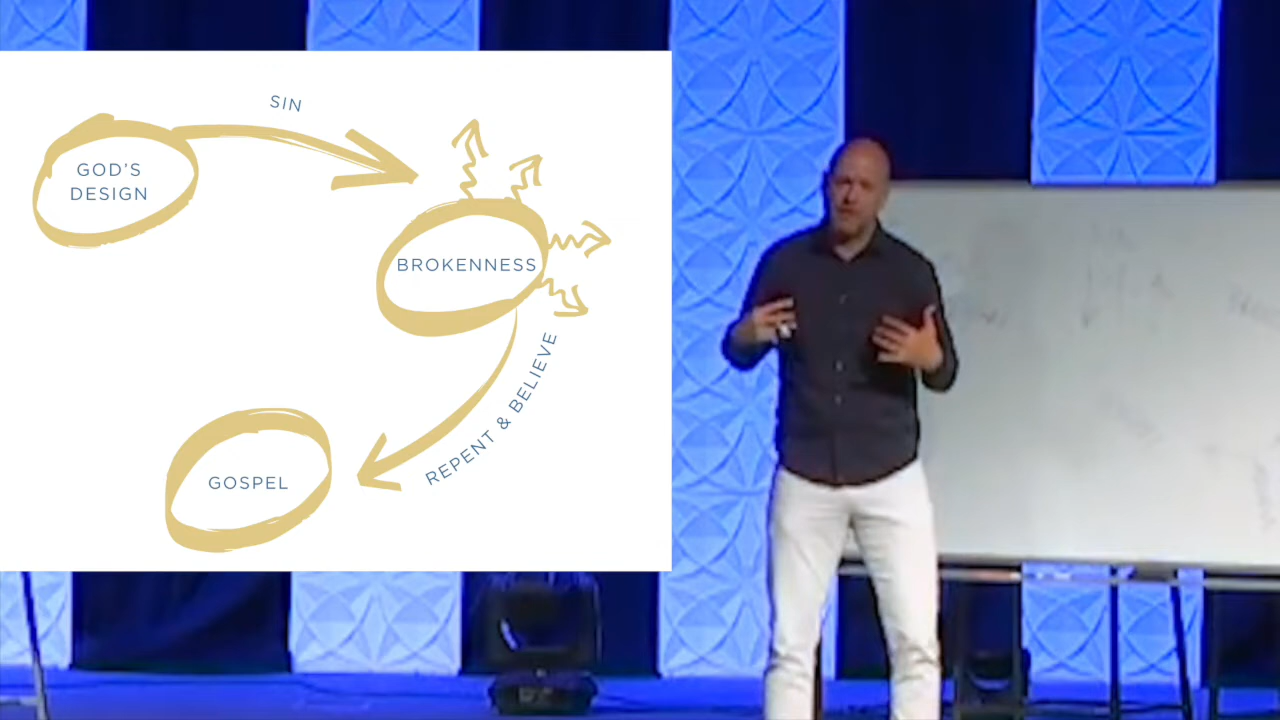 SIN
GOD'S
DESIGN
BROKENNESS
REPENT & BELIEVE
GOSPEL